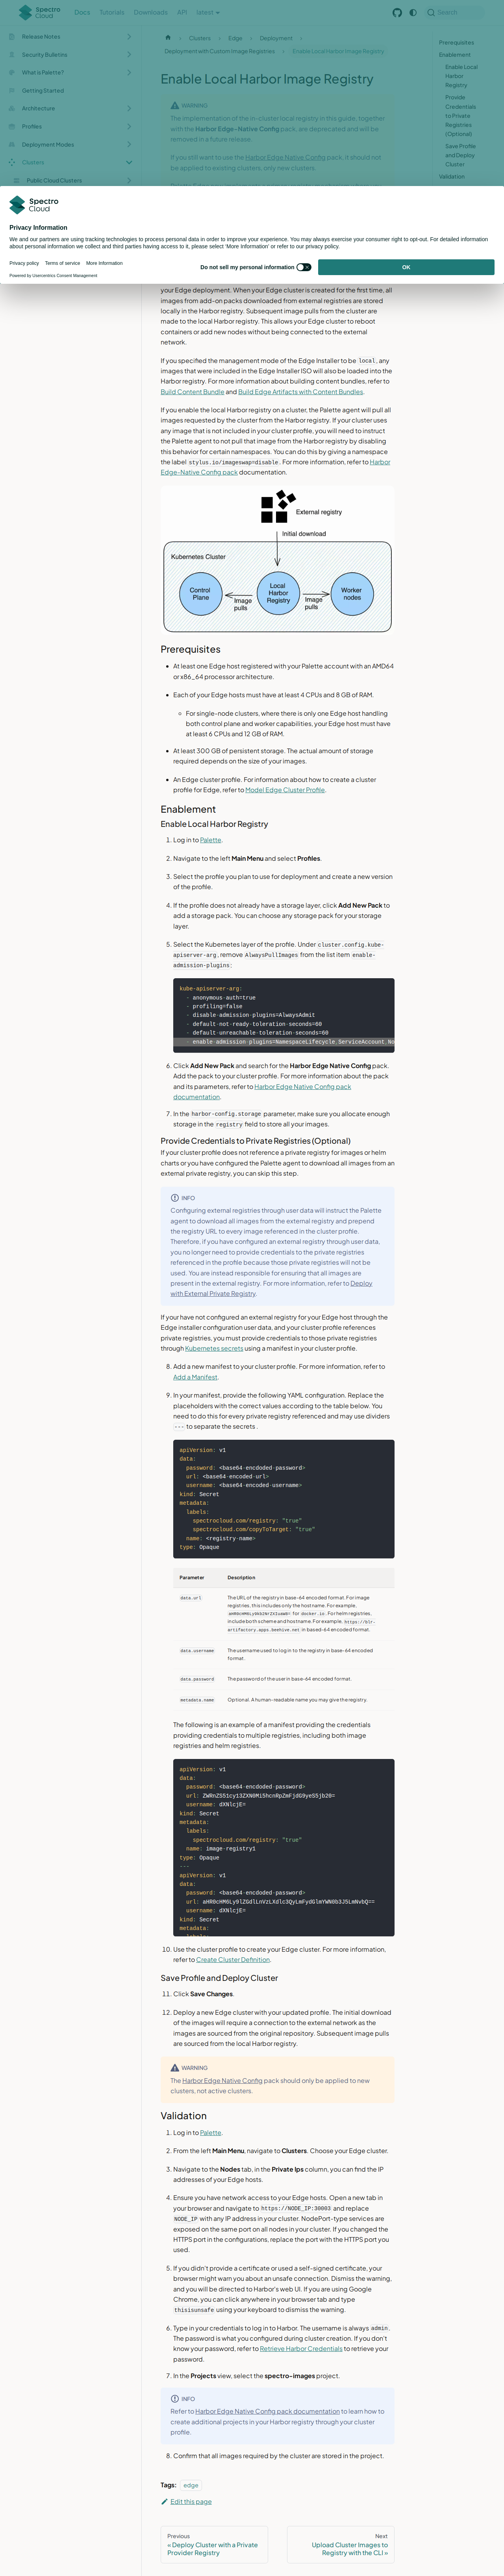 Spectro Cloud
Docs
Tutorials
Downloads
API
latest
Search
Release Notes
Security Bulletins
What is Palette?
Getting Started
Architecture
Profiles
Deployment Modes
Clusters
Public Cloud Clusters
Clusters
Edge
Deployment
Deployment with Custom Image Registries
Enable Local Harbor Image Registry
Prerequisites
Enablement
Enable Local
Harbor
Registry
Provide
Credentials
to Private
Registries
(Optional)
Save Profile
and Deploy
Cluster
Validation
Enable Local Harbor Image Registry
WARNING
The implementation of the in-cluster local registry in this guide, together
with the Harbor Edge-Native Config pack, are deprecated and will be
removed in a future release.
If you still want to use the Harbor Edge Native Config pack, it should not
be applied to existing clusters, only new clusters.
Spectro
Cloud
Privacy Information
We and our partners are using tracking technologies to process personal data in order to improve your experience. You may always exercise your consumer right to opt-out. For detailed information about personal information collect and may share with others, please select 'More Information' or refer to our privacy policy.
Privacy policy
Terms of service
More Information
Powered by Usercentrics Consent Management
Do not sell my personal information
OK
your Edge cluster to download images from. During the first deployment, all
images from add-on packs downloaded from external registries are stored
locally in the Harbor registry. Subsequent image pulls from the cluster are
made to the local Harbor registry. This allows your Edge cluster to reboot
containers or add new nodes without being connected to the external
network.
If you specified the management mode of the Edge Installer to be local, any
images that were included in the Edge Installer ISO will also be loaded into the
Harbor registry. For more information about building content bundles, refer to
Build Content Bundle and Build Edge Artifacts with Content Bundles.
If you enable the local Harbor registry on a cluster, the Palette agent will pull all
images requested by the cluster from the Harbor registry. If your cluster uses
any image that is not included in your cluster profile, you will need to instruct
the Palette agent to not pull that image from the Harbor registry by disabling
this behavior for certain namespaces. You can do this by giving a namespace
the label stylus.io/imageswap=disable. For more information, refer to Harbor
Edge-Native Config pack documentation.
External registry
Initial download
Kubernetes Cluster
Control
Plane
Image
pulls
Local
Harbor
Registry
Image
pulls
Worker
nodes
Prerequisites
At least one Edge host registered with your Palette account with an AMD64
or x86_64 processor architecture.
Each of your Edge hosts must have at least 4 CPUs and 8 GB of RAM.
For single-node clusters, where there is only one Edge host handling
both control plane and worker capabilities, your Edge host must have
at least 6 CPUs and 12 GB RAM.
At least 300 GB of persistent storage. The actual amount of storage
required depends on the size of your images.
An Edge cluster profile. For information about how to create a cluster
profile for Edge, refer to Model Edge Cluster Profile.
Enablement
Enable Local Harbor Registry
1. Log in to Palette.
2. Navigate to the left Main Menu and select Profiles.
3. Select the profile you plan to use for deployment and create a new version
of the profile.
4. If the profile does not already have a storage layer, click Add New Pack to
add a storage pack. You can choose any storage pack for your storage
layer.
5. Select the Kubernetes layer of the profile. Under cluster.config.kube-
apiserver-arg, remove AlwaysPullImages from the list item enable-
admission-plugins:
kube-apiserver-arg:
- anonymous-auth=true
- profiling=false
- disable-admission-plugins=AlwaysAdmit
- default-not-ready-toleration-seconds=60
- default-unreachable-toleration-seconds=60
- enable-admission-plugins=NamespaceLifecycle,ServiceAccount,No
6. Click Add New Pack and search for the Harbor Edge Native Config pack.
Add the pack to your cluster profile. For more information about the pack
and its parameters, refer to Harbor Edge Native Config pack
documentation.
7. In the harbor-config.storage parameter, make sure you allocate enough
storage in the registry field to store all your images.
Provide Credentials to Private Registries (Optional)
If your cluster profile does not reference a private registry for images or helm
charts or you have configured the Palette agent to download all images from an
external private registry, you can skip this step.
INFO
Configuring external registries through user data will instruct the Palette
agent to download all images from the external registry and prepend
the registry URL to every image referenced in the cluster profile.
Therefore, if you have configured an external registry through user data,
you no longer need to provide credentials to the private registries
referenced in the profile because those private registries will not be
used. You are instead responsible for ensuring that all images are
present in the external registry. For more information, refer to Deploy
with External Private Registry.
If your have not configured an external registry for your Edge host through the
Edge installer configuration user data, and your cluster profile references
private registries, you must provide credentials to those private registries
through Kubernetes secrets using a manifest in your cluster profile.
8. Add a new manifest to your cluster profile. For more information, refer to
Add a Manifest.
9. In your manifest, provide the following YAML configuration. Replace the
placeholders with the correct values according to the table below. You
need to do this for every private registry referenced and may use dividers
--- to separate the secrets .
apiVersion: v1
data:
password: <base64-encdoded-password>
url: <base64-encoded-url>
username: <base64-encoded-username>
kind: Secret
metadata:
labels:
spectrocloud.com/registry: "true"
spectrocloud.com/copyToTarget: "true"
name: <registry-name>
type: Opaque
Parameter
Description
data.url
The URL of the registry in base-64 encoded format. For image
registries, this includes only the host name. For example,
for docker.io. For helm registries,
include both scheme and host name. For example, https://blr-
artifactory.apps.beehive.net in based-64 encoded format.
data.username
The username used to log in to the registry in base-64 encoded
format.
data.password
The password of the user in base-64 encoded format.
metadata.name
Optional. A human-readable name you may give the registry.
The following is an example of a manifest providing the credentials
providing credentials to multiple registries, including both image
registries and helm registries.
apiVersion: v1
data:
password: <base64-encdoded-password>
url: ZWRnZS51cy13ZXN0Mi5hcnRpZmFjdG9yeS5jb20=
username: dXNlcjE=
kind: Secret
metadata:
labels:
spectrocloud.com/registry: "true"
name: image-registry1
type: Opaque
---
apiVersion: v1
data:
password: <base64-encdoded-password>
url: aHR0cHM6Ly9lZGdlLnVzLXdlc3QyLmFydGlmYWN0b3J5LmNvbQ==
username: dXNlcjE=
kind: Secret
metadata:
labels:
10. Use the cluster profile to create your Edge cluster. For more information,
refer to Create Cluster Definition.
Save Profile and Deploy Cluster
11. Click Save Changes.
12. Deploy a new Edge cluster with your updated profile. The initial download
of the images will require a connection to the external network as the
images are sourced from the original repository. Subsequent image pulls
are sourced from the local Harbor registry.
WARNING
The Harbor Edge Native Config pack should only be applied to new
clusters, not active clusters.
Validation
1. Log in to Palette.
2. From the left Main Menu, navigate to Clusters. Choose your Edge cluster.
3. Navigate to the Nodes tab, in the Private Ips column, you can find the IP
addresses of your Edge hosts.
4. Ensure you have network access to your Edge hosts. Open a new tab in
your browser and navigate to https://NODE_IP:30003 and replace
NODE_IP with any IP address in your cluster. NodePort-type services are
exposed on the same port on all nodes in your cluster. If you changed the
HTTPS port in the configurations, replace the port with the HTTPS port you
used.
5. If you didn't provide a certificate or used a self-signed certificate, your
browser might warn you about an unsafe connection. Dismiss the warning,
and you will be directed to Harbor's web UI. If you are using Google
Chrome, you can click anywhere in your browser tab and type
thisisunsafe using your keyboard to dismiss the warning.
6. Type in your credentials to log in to Harbor. The username is always admin.
The password is what you configured during cluster creation. If you don't
know your password, refer to Retrieve Harbor Credentials to retrieve your
password.
7. In the Projects view, select the spectro-images project.
INFO
Refer to Harbor Edge Native Config pack documentation to learn how to
create additional projects in your Harbor registry through your cluster
profile.
8. Confirm that all images required by the cluster are stored in the project.
Tags: edge
Edit this page
Previous
« Deploy Cluster with a Private
Provider Registry
Next
Upload Cluster Images to
Registry with the CLI »